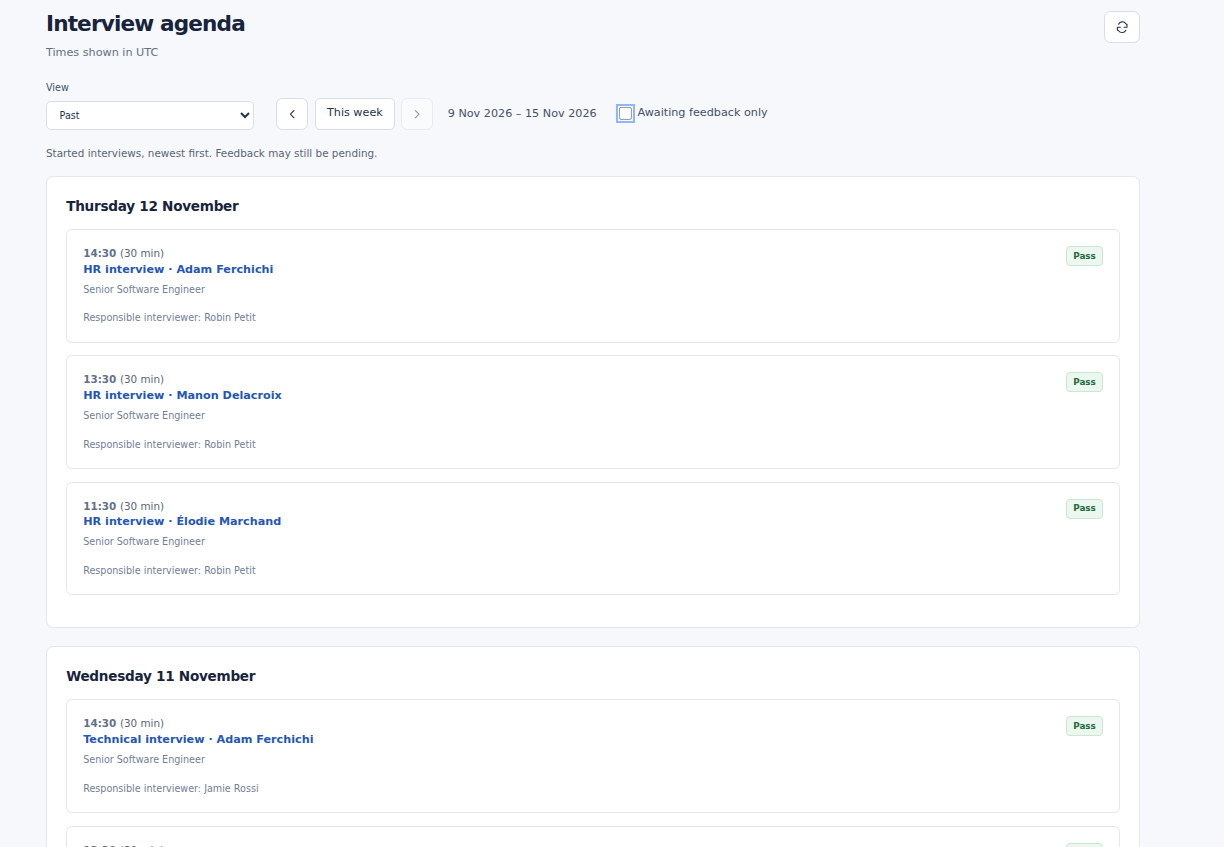 Interview agenda
Times shown in UTC
View
Past
This week
9 Nov 2026 – 15 Nov 2026
Awaiting feedback only
Started interviews, newest first. Feedback may still be pending.
Thursday 12 November
14:30 (30 min)
Pass
HR interview · Adam Ferchichi
Senior Software Engineer
Responsible interviewer: Robin Petit
13:30 (30 min)
Pass
HR interview · Manon Delacroix
Senior Software Engineer
Responsible interviewer: Robin Petit
11:30 (30 min)
Pass
HR interview · Élodie Marchand
Senior Software Engineer
Responsible interviewer: Robin Petit
Wednesday 11 November
14:30 (30 min)
Pass
Technical interview · Adam Ferchichi
Senior Software Engineer
Responsible interviewer: Jamie Rossi